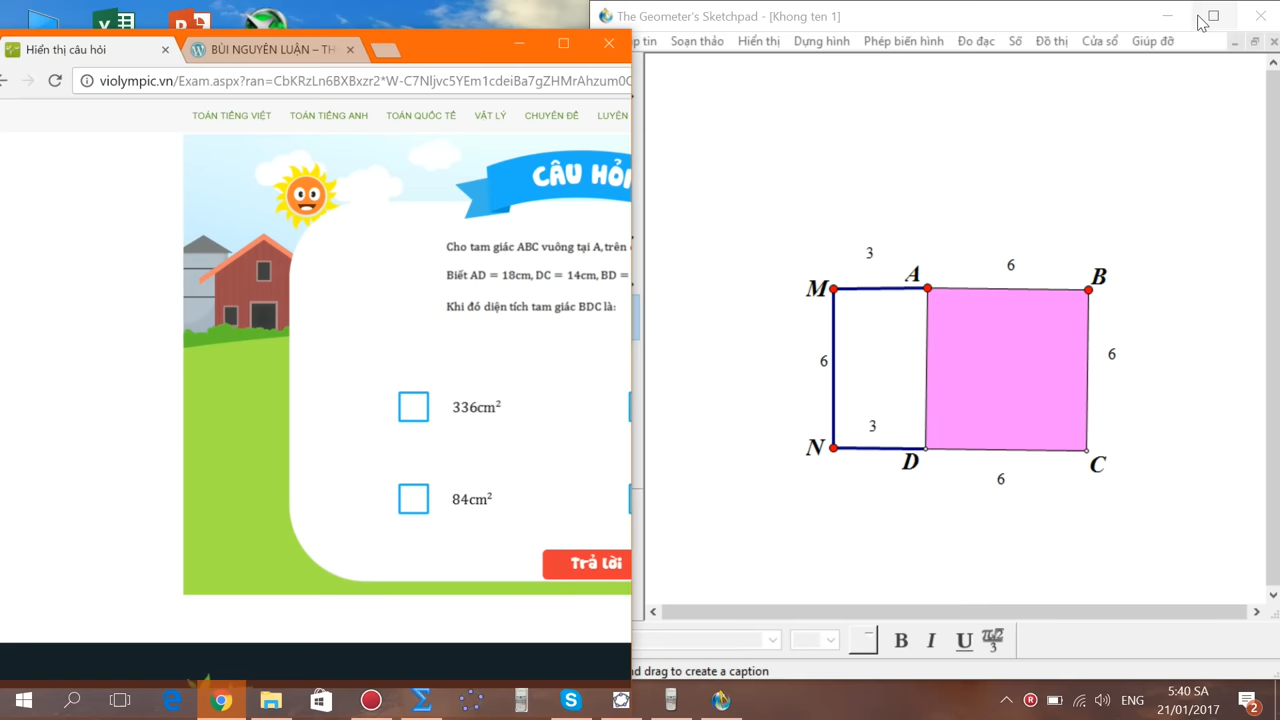 The Geometer's Sketchpad - [Khong ten 1]
Hiển thị câu hỏi
BÙI NGUYÊN LUẬN – TH
tập tin Soạn thảo Hiển thị Dựng hình Phép biến hình Đo đạc Số Đồ thị Cửa sổ Giúp đỡ
violympic.vn/Exam.aspx?ran=CbKRzLn6BXBxzr2*W-C7Nljvc5YEm1cdeiBa7gZHMrAhzum0C
TOÁN TIẾNG VIỆT TOÁN TIẾNG ANH TOÁN QUỐC TẾ VẬT LÝ CHUYÊN ĐỀ LUYỆN
CÂU HỎI
Cho tam giác ABC vuông tại A, trên
Biết AD = 18cm, DC = 14cm, BD =
Khi đó diện tích tam giác BDC là:
336cm²
84cm²
Trả lời
3
6
M
A
B
6
6
3
N
D
C
6
B I U
nd drag to create a caption
ENG
5:40 SA
21/01/2017
2